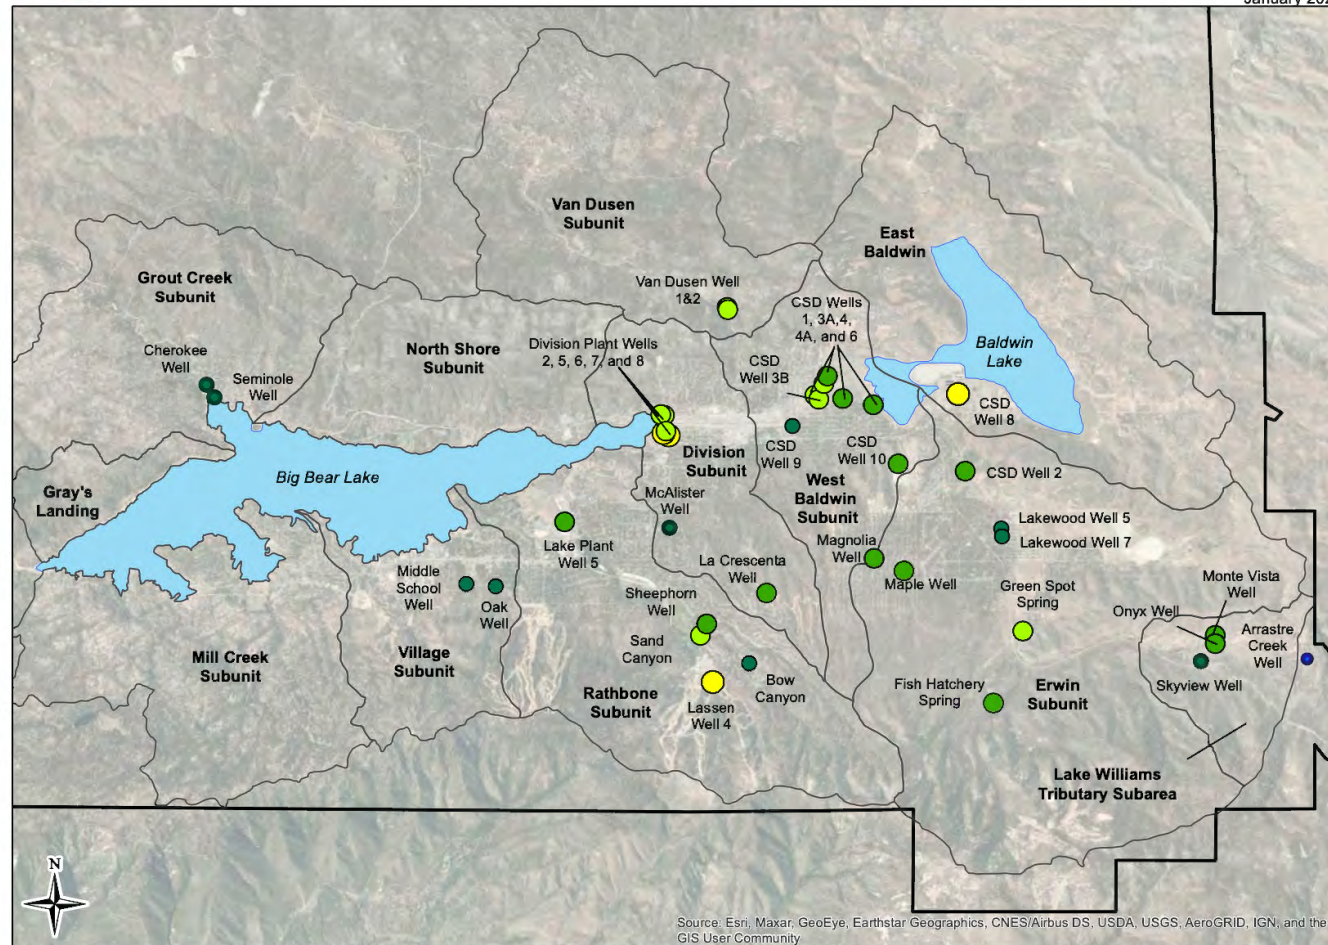 January 202
Van Dusen
Subunit
East
Baldwin
Grout Creek
Subunit
Van Dusen Well
1&2
CSD Wells
1, 3A,4,
4A, and 6
Baldwin
Lake
Cherokee
Well
Seminole
Well
North Shore
Subunit
Division Plant Wells
2, 5, 6, 7, and 8
CSD
Well 3B
CSD
Well 8
Gray's
Landing
Big Bear Lake
Division
Subunit
CSD
Well 9
CSD
Well 10
CSD Well 2
West
Baldwin
Subunit
McAlister
Well
Lakewood Well 5
Lakewood Well 7
Lake Plant
Well 5
Magnolia
Well
La Crescenta
Well
Maple Well
Middle
School
Well
Oak
Well
Sheephorn
Well
Green Spot
Spring
Monte Vista
Well
Onyx Well
Arrastre
Creek
Well
Sand
Canyon
Mill Creek
Subunit
Village
Subunit
Bow
Canyon
Rathbone
Subunit
Lassen
Well 4
Fish Hatchery
Spring
Erwin
Subunit
Skyview Well
Lake Williams
Tributary Subarea
N
Source: Esri, Maxar, GeoEye, Earthstar Geographics, CNES/Airbus DS, USDA, USGS, AeroGRID, IGN, and the
GIS User Community